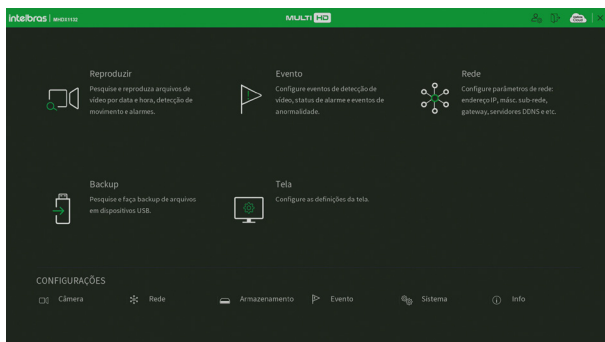 intelbras | MHDX1132
MULTI HD
Reproduzir
Pesquise e reproduza arquivos de
vídeo por data e hora, detecção de
movimento e alarmes.
Evento
Configure eventos de detecção de
vídeo, status de alarme e eventos de
anormalidade.
Rede
Configure parâmetros de rede:
endereço IP, másc. sub-rede,
gateway, servidores DDNS e etc.
Backup
Pesquise e faça backup de arquivos
em dispositivos USB.
Tela
Configure as definições da tela.
CONFIGURAÇÕES
Câmera Rede Armazenamento Evento Sistema Info